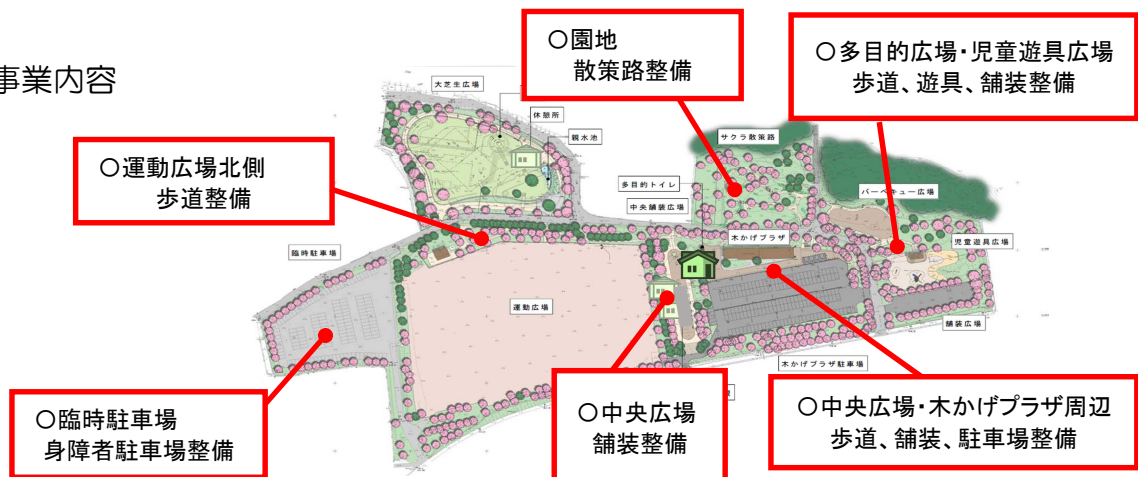 事業内容
○園地
散策路整備
○多目的広場・児童遊具広場
歩道、遊具、舗装整備
○運動広場北側
歩道整備
大芝生広場
休憩所
親水池
サクラ散策路
多目的トイレ
中央舗装広場
バーベキュー広場
木かげプラザ
児童遊具広場
臨時駐車場
運動広場
舗装広場
木かげプラザ駐車場
○臨時駐車場
身障者駐車場整備
○中央広場
舗装整備
○中央広場・木かげプラザ周辺
歩道、舗装、駐車場整備